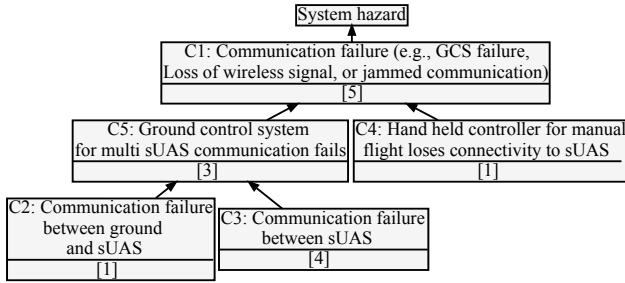 System hazard
C1: Communication failure (e.g., GCS failure,
Loss of wireless signal, or jammed communication)
[5]
C5: Ground control system
for multi sUAS communication fails
[3]
C4: Hand held controller for manual
flight loses connectivity to sUAS
[1]
C2: Communication failure
between ground
and sUAS
[1]
C3: Communication failure
between sUAS
[4]